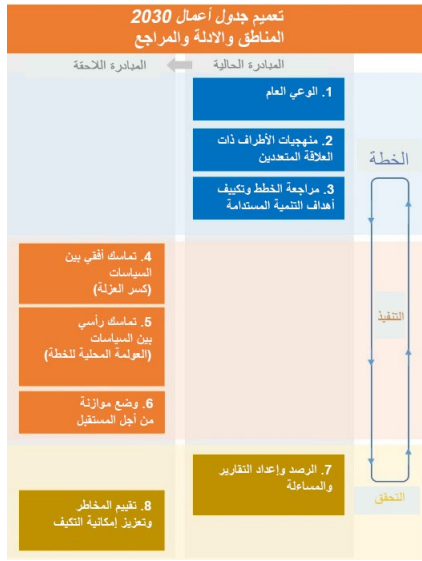 تعميم جدول أعمال 2030
المناطق والادلة والمراجع
المبادرة الحالية
المبادرة اللاحقة
1. الوعي العام
2. منهجيات الأطراف ذات
العلاقة المتعددين
3. مراجعة الخطط وتكييف
أهداف التنمية المستدامة
الخطة
4. تماسك أفقي بين
السياسات
(كسر العزلة)
5. تماسك رأسي
بين السياسات
(العولمة المحلية للخطة)
6. وضع موازنة
من أجل المستقبل
التنفيذ
7. الرصد وإعداد التقارير
والمساءلة
8. تقييم المخاطر
وتعزيز إمكانية التكيف
التحقق